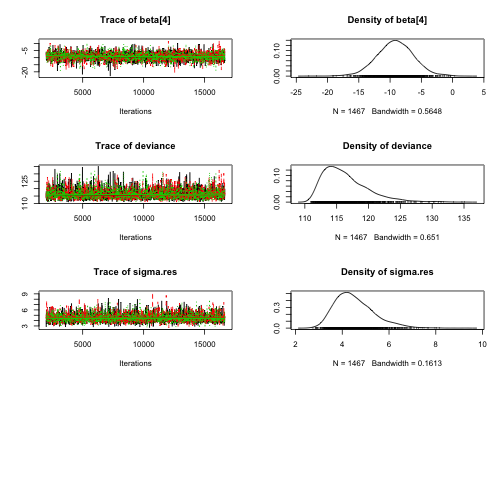 Trace of beta[4]
-5
-20
5000 10000 15000
Iterations
Density of beta[4]
0.10
0.00
-25 -20 -15 -10 -5 0 5
N = 1467 Bandwidth = 0.5648
Trace of deviance
125
110
5000 10000 15000
Iterations
Density of deviance
0.10
0.00
110 115 120 125 130 135
N = 1467 Bandwidth = 0.651
Trace of sigma.res
9
6
3
5000 10000 15000
Iterations
Density of sigma.res
0.3
0.0
2 4 6 8 10
N = 1467 Bandwidth = 0.1613